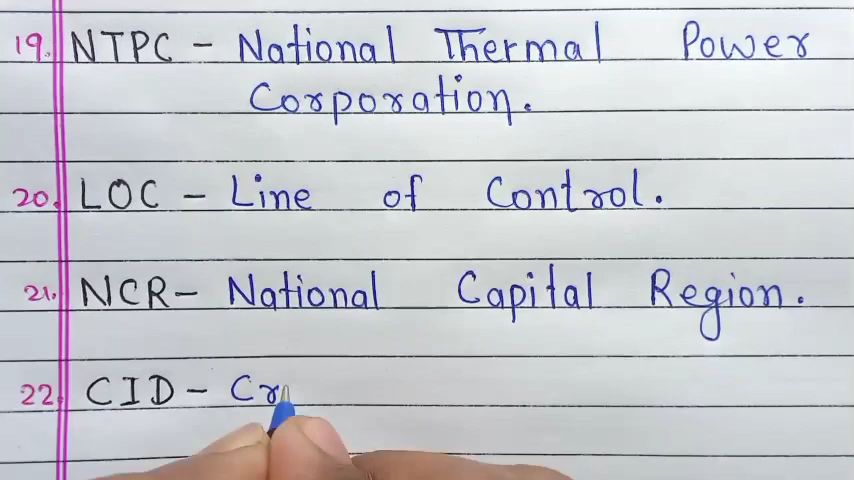 19. NTPC - National Thermal Power
Corporation.
20. LOC - Line of Control.
21. NCR - National Capital Region.
22. CID - Cr